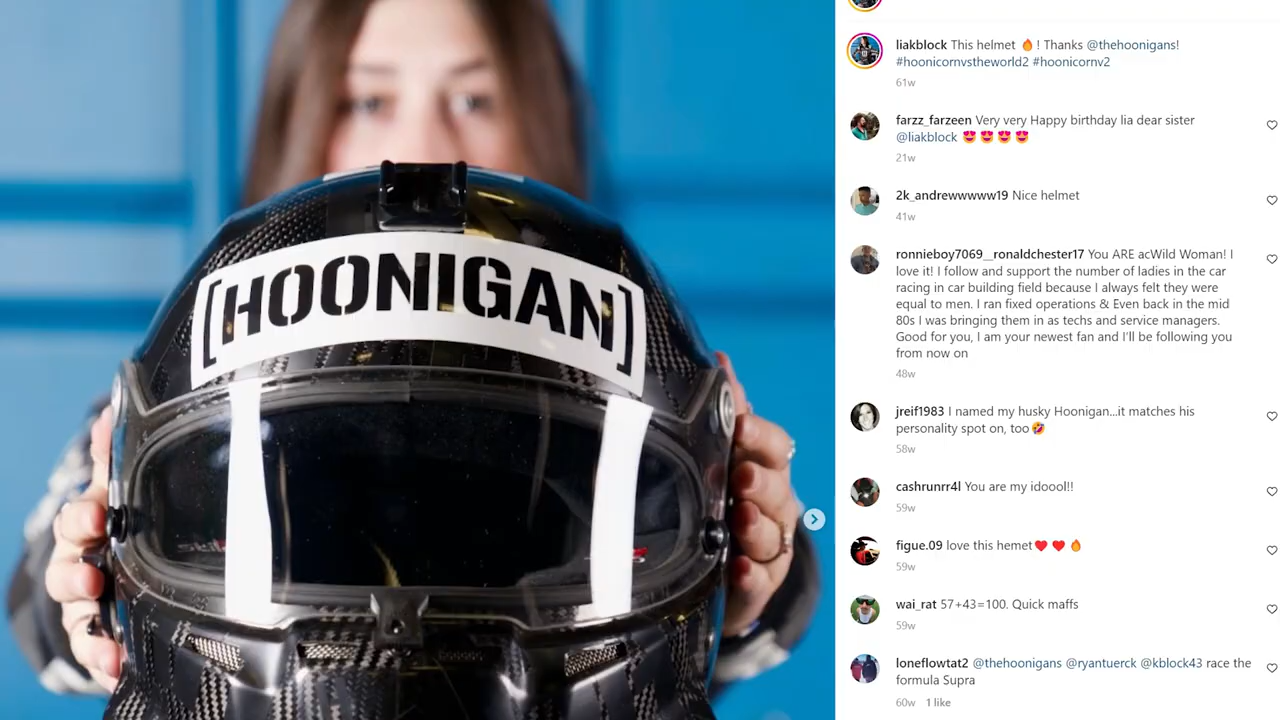 [HOONIGAN]
liakblock This helmet 🔥 ! Thanks @thehoonigans!
#hoonicornvstheworld2 #hoonicornv2
61w
farzz_farzeen Very very Happy birthday lia dear sister
@liakblock 😍 😍 😍 😍
21w
2k_andrewwwww19 Nice helmet
41w
ronnieboy7069__ronaldchester17 You ARE acWild Woman! I
love it! I follow and support the number of ladies in the car
racing in car building field because I always felt they were
equal to men. I ran fixed operations & Even back in the mid
80s I was bringing them in as techs and service managers.
Good for you, I am your newest fan and I'll be following you
from now on
48w
jreif1983 I named my husky Hoonigan...it matches his
personality spot on, too🤣
58w
cashrunrr4l You are my idoool!!
59w
figue.09 love this hemet❤️ ❤️ 🔥
59w
wai_rat 57+43=100. Quick maffs
59w
loneflowtat2 @thehoonigans @ryantuerck @kblock43 race the
formula Supra
60w 1 like